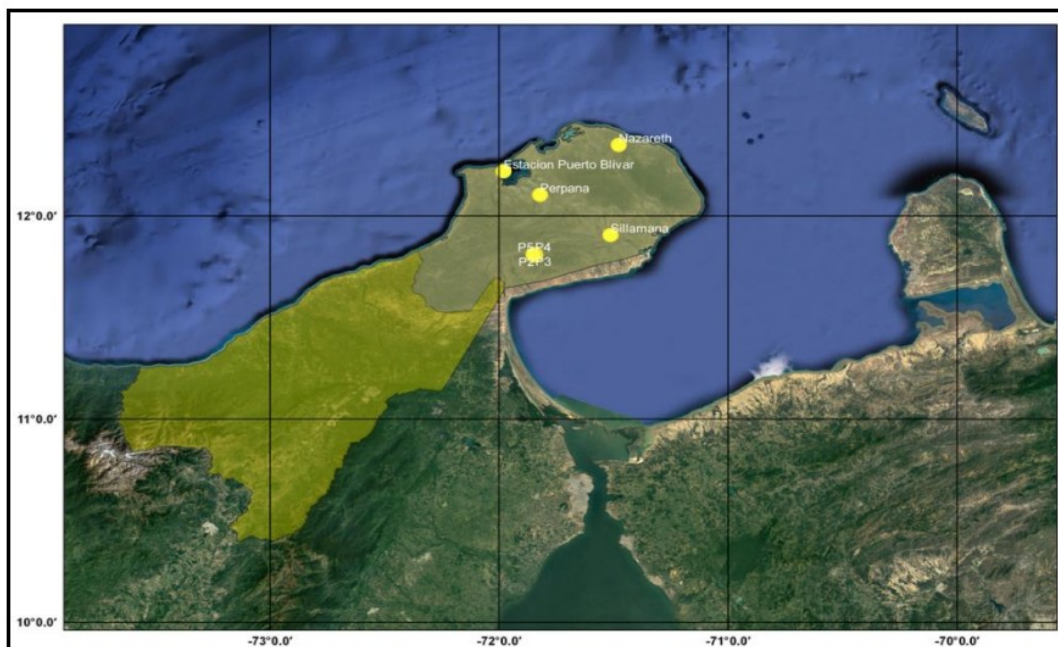 Nazareth
Estacion Puerto Blivar
Perpana
12°0.0'
Sillamana
P5P4
P2P3
11°0.0'
10°0.0'
-73°0.0'
-72°0.0'
-71°0.0'
-70°0.0'